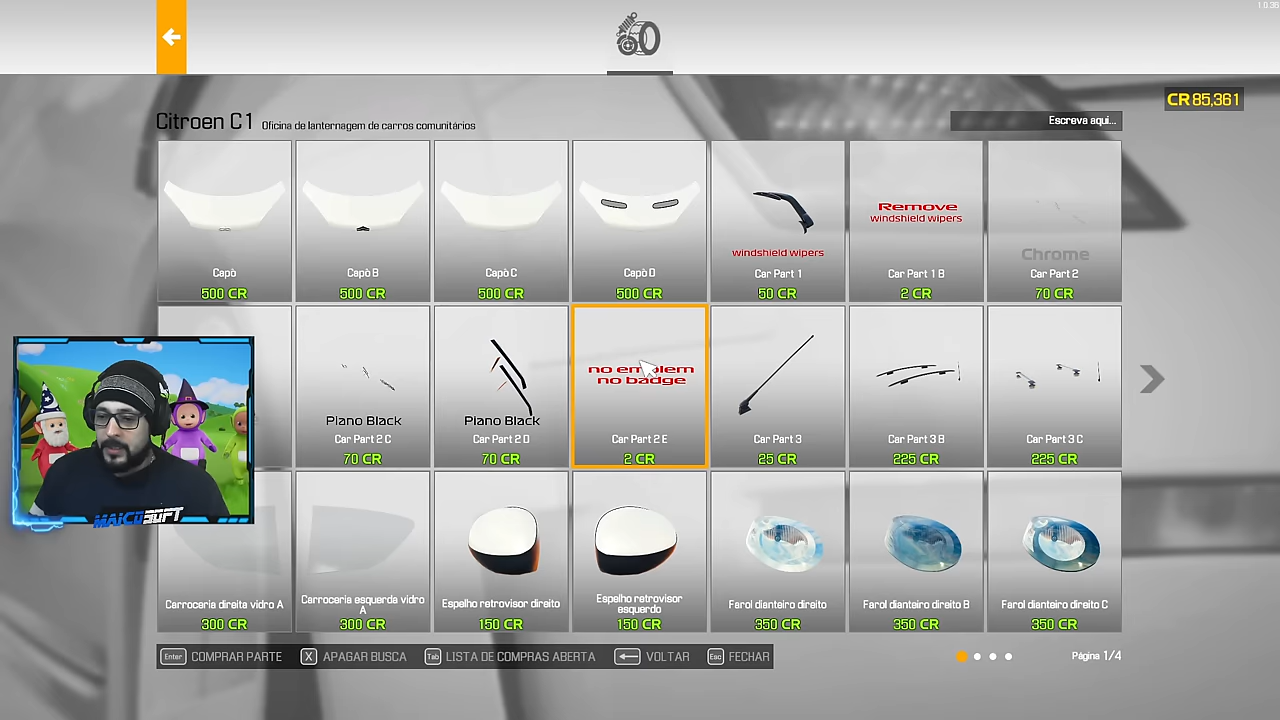 1.0.36
CR 85,361
Citroen C1 Oficina de lanternagem de carros comunitários
Escreva aqui...
Capô
500 CR
Capô B
500 CR
Capô C
500 CR
Capô D
500 CR
windshield wipers
Car Part 1
50 CR
Remove
windshield wipers
Car Part 1 B
2 CR
Chrome
Car Part 2
70 CR
Piano Black
Car Part 2 C
70 CR
Piano Black
Car Part 2 D
70 CR
no emblem
no badge
Car Part 2 E
2 CR
Car Part 3
25 CR
Car Part 3 B
225 CR
Car Part 3 C
225 CR
MAICOSOFT
Carroceria direita vidro A
300 CR
Carroceria esquerda vidro
A
300 CR
Espelho retrovisor direito
150 CR
Espelho retrovisor
esquerdo
150 CR
Farol dianteiro direito
350 CR
Farol dianteiro direito B
350 CR
Farol dianteiro direito C
350 CR
Enter COMPRAR PARTE X APAGAR BUSCA Tab LISTA DE COMPRAS ABERTA VOLTAR Esc FECHAR
Página 1/4